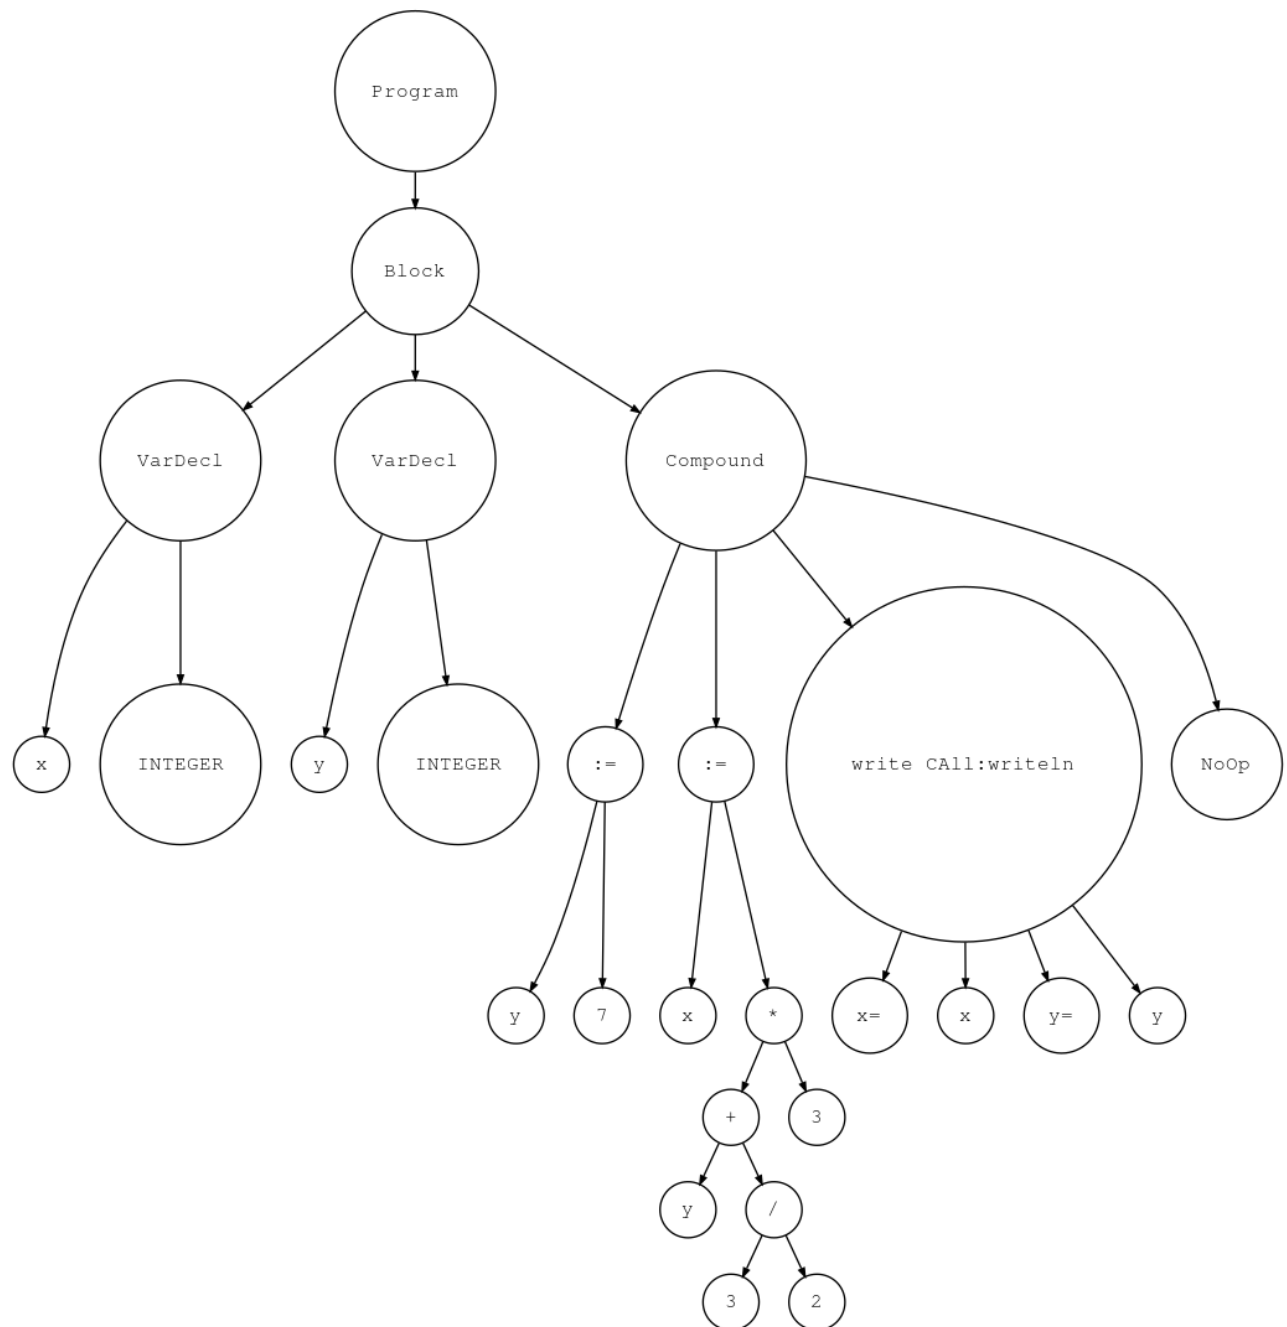 Program
Block
VarDecl
VarDecl
Compound
x
INTEGER
y
INTEGER
:=
:=
write CAll:writeln
NoOp
y
7
x
*
x=
x
y=
y
+
3
y
/
3
2